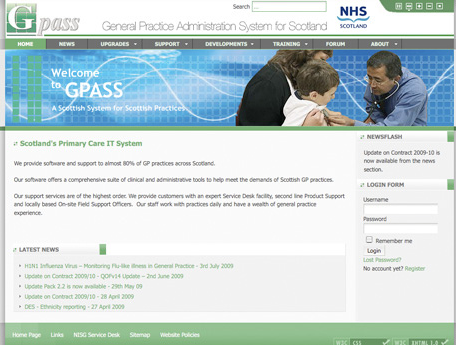 Search ...
Gpass
General Practice Administration System for Scotland
NHS
SCOTLAND
HOME NEWS UPGRADES SUPPORT DEVELOPMENTS TRAINING FORUM ABOUT
Welcome
to GPASS
A Scottish System for Scottish Practices
Scotland's Primary Care IT System
We provide software and support to almost 80% of GP practices across Scotland.
Our software offers a comprehensive suite of clinical and administrative tools to help meet the demands of Scottish GP practices.
Our support services are of the highest order. We provide customers with an expert Service Desk facility, second line Product
Support and locally based On-site Field Support Officers. Our staff work with practices daily and have a wealth of general practice
experience.
LATEST NEWS
H1N1 Influenza Virus – Monitoring Flu-like illness in General Practice - 3rd July 2009
Update on Contract 2009/10 - QOFv14 Update – 2nd June 2009
Update Pack 2.2 is now available - 29th May 09
Update on Contract 2009/10 - 28 April 2009
DES - Ethnicity reporting - 27 April 2009
NEWSFLASH
Update on Contract 2009-10 is
now available from the news
section.
LOGIN FORM
Username
Password
Remember me
Login
Lost Password?
No account yet? Register
Home Page Links NISG Service Desk Sitemap Website Policies
W3C CSS W3C XHTML 1.0